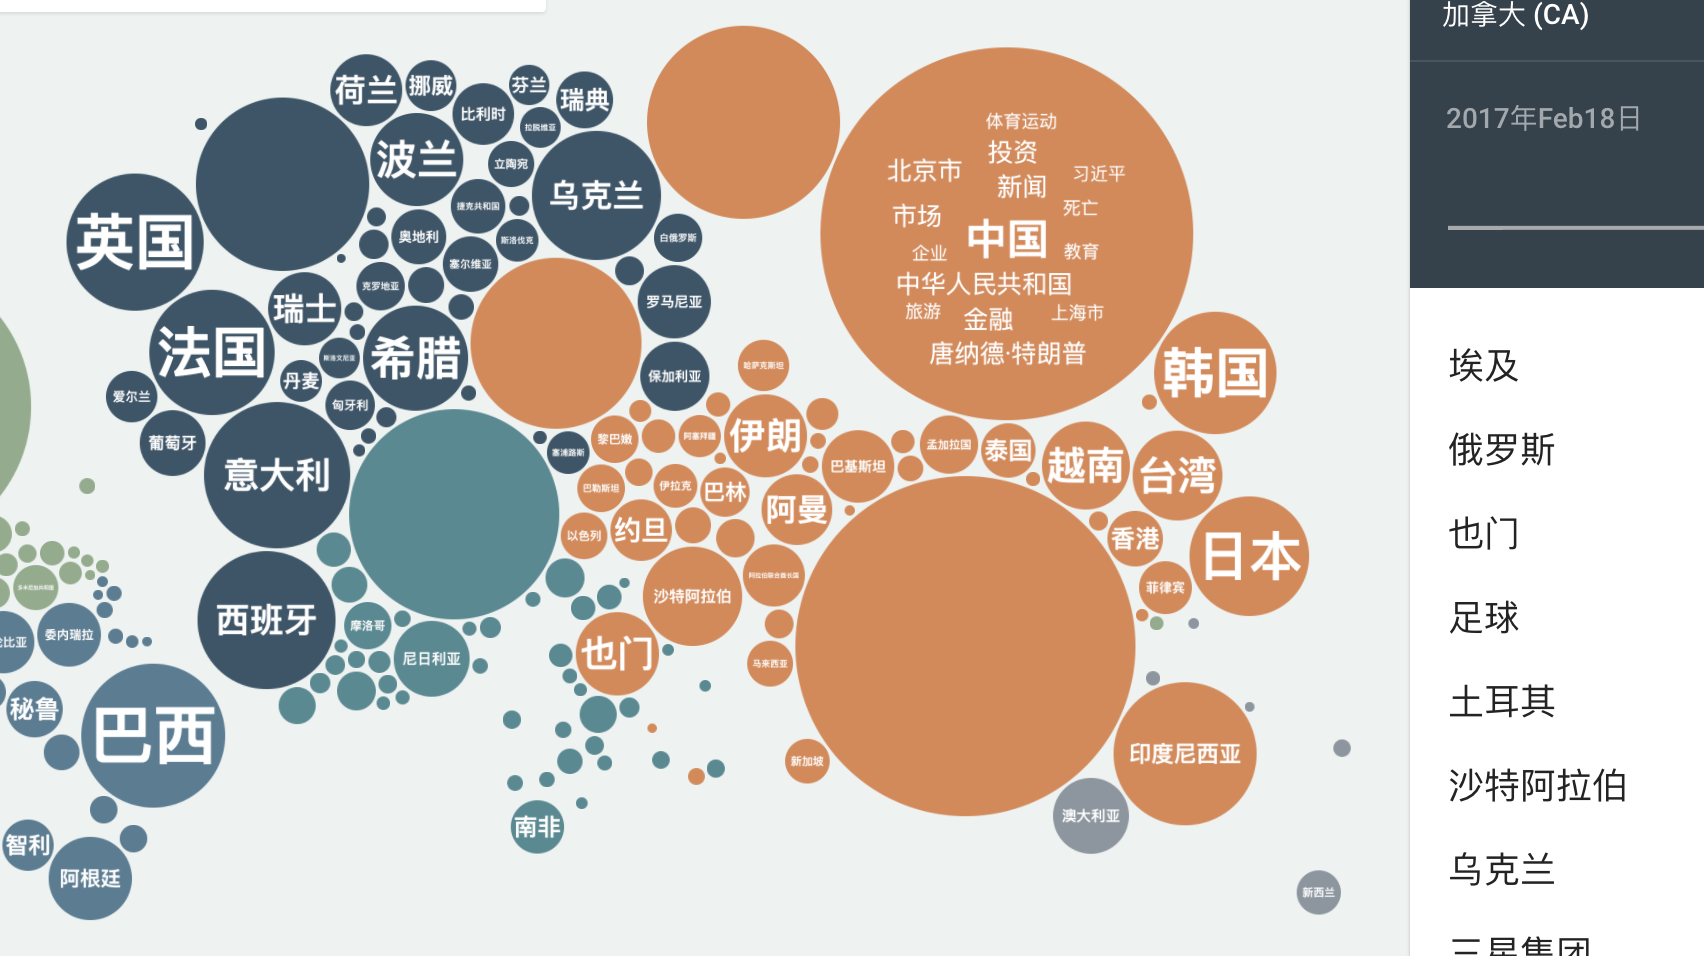 荷兰
挪威
芬兰
瑞典
比利时
拉脱维亚
波兰
立陶宛
乌克兰
捷克共和国
英国
奥地利
斯洛伐克
白俄罗斯
塞尔维亚
克罗地亚
罗马尼亚
瑞士
法国
斯洛文尼亚
希腊
丹麦
保加利亚
爱尔兰
匈牙利
葡萄牙
塞浦路斯
意大利
西班牙
体育运动
投资
北京市
新闻
习近平
市场
死亡
中国
企业
教育
中华人民共和国
旅游
金融
上海市
唐纳德·特朗普
韩国
哈萨克斯坦
黎巴嫩
阿塞拜疆
伊朗
巴基斯坦
孟加拉国
泰国
越南
台湾
巴勒斯坦
伊拉克
巴林
阿曼
以色列
约旦
香港
日本
沙特阿拉伯
阿拉伯联合酋长国
菲律宾
也门
马来西亚
新加坡
印度尼西亚
澳大利亚
新西兰
摩洛哥
尼日利亚
南非
多米尼加共和国
比亚
委内瑞拉
秘鲁
巴西
智利
阿根廷
加拿大 (CA)
2017年Feb18日
埃及
俄罗斯
也门
足球
土耳其
沙特阿拉伯
乌克兰
三星集团